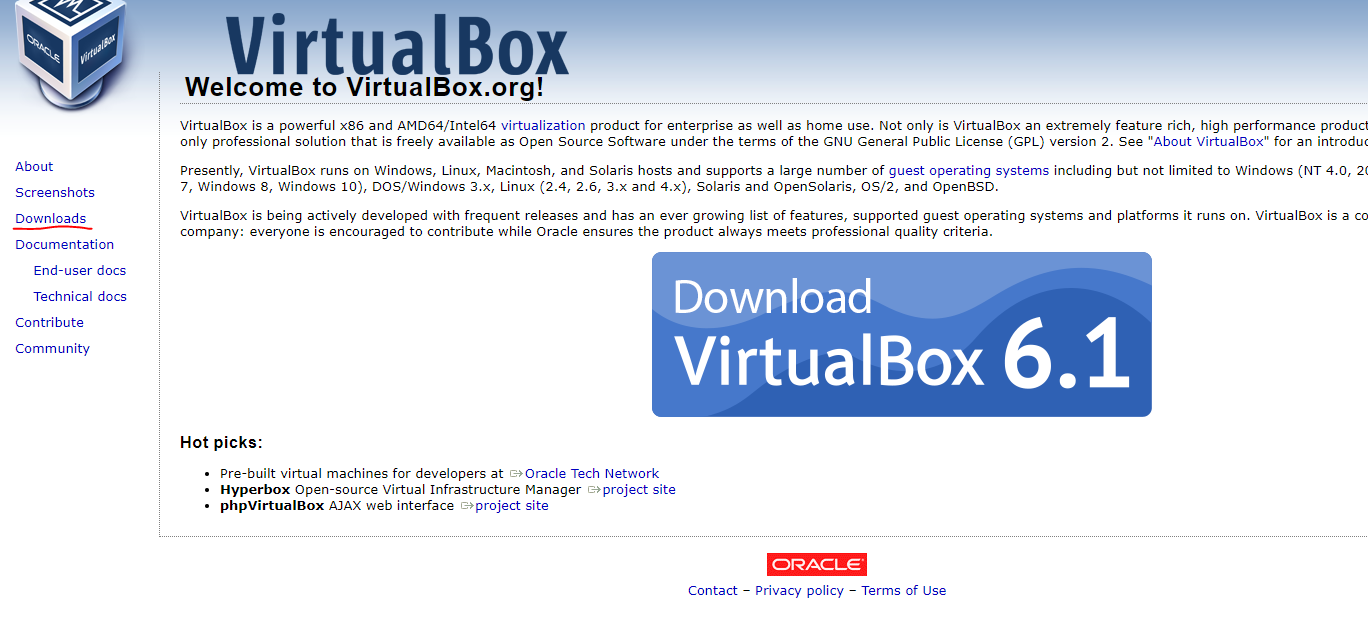 ORACLE
VirtualBox
VirtualBox
Welcome to VirtualBox.org!
VirtualBox is a powerful x86 and AMD64/Intel64 virtualization product for enterprise as well as home use. Not only is VirtualBox an extremely feature rich, high performance product
only professional solution that is freely available as Open Source Software under the terms of the GNU General Public License (GPL) version 2. See "About VirtualBox" for an
About
Presently, VirtualBox runs on Windows, Linux, Macintosh, and Solaris hosts and supports a large number of guest operating systems including but not limited to Windows (NT 4.0,
7, Windows 8, Windows 10), DOS/Windows 3.x, Linux (2.4, 2.6, 3.x and 4.x), Solaris and OpenSolaris, OS/2, and OpenBSD.
Screenshots
Downloads
VirtualBox is being actively developed with frequent releases and has an ever growing list of features, supported guest operating systems and platforms it runs on. VirtualBox is a
company: everyone is encouraged to contribute while Oracle ensures the product always meets professional quality criteria.
Documentation
End-user docs
Technical docs
Contribute
Community
Download
VirtualBox 6.1
Hot picks:
• Pre-built virtual machines for developers at Oracle Tech Network
• Hyperbox Open-source Virtual Infrastructure Manager project site
• phpVirtualBox AJAX web interface project site
ORACLE
Contact – Privacy policy – Terms of Use